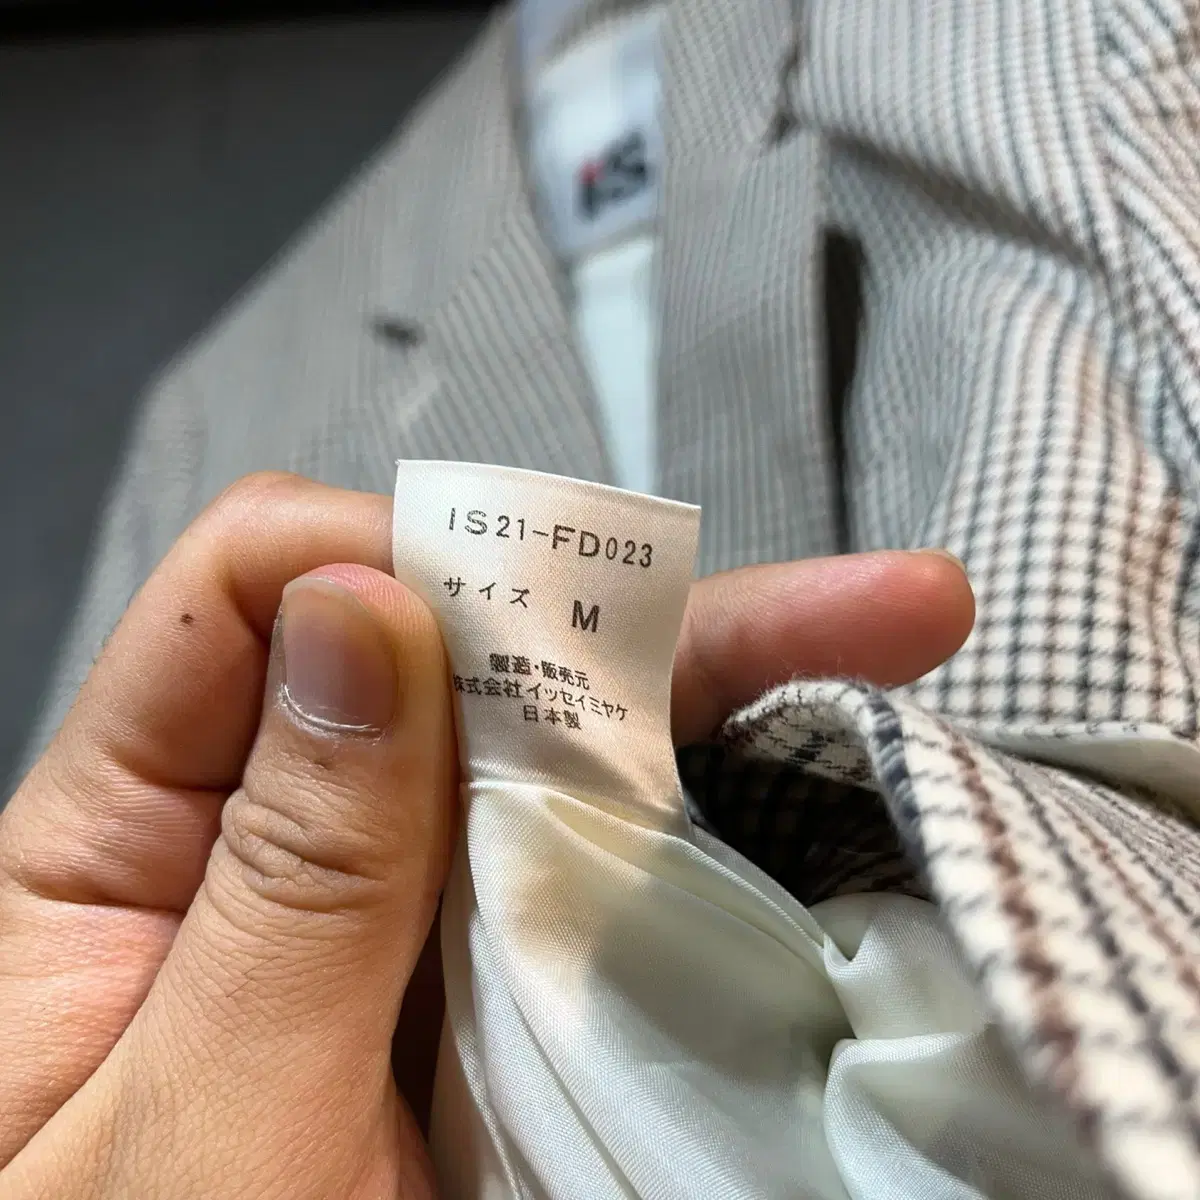 iS
IS21-FD023
サイズ M
製造・販売元
株式会社イッセイミヤケ
日本製